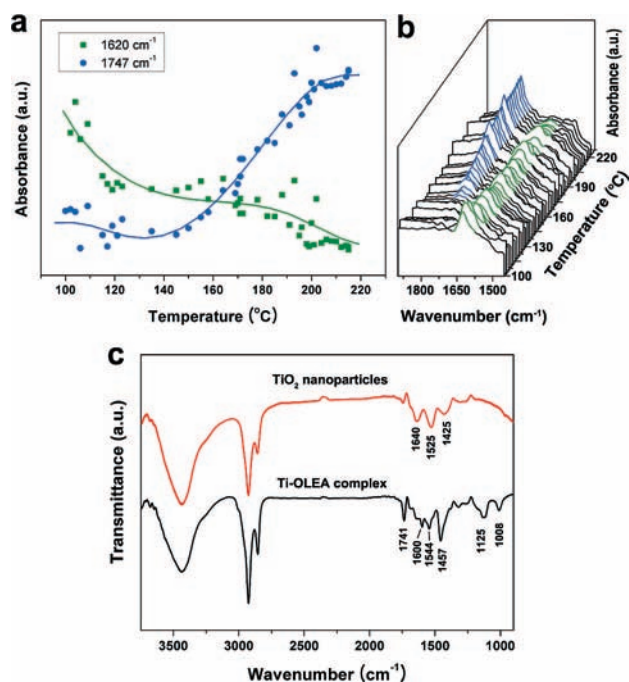 a
1620 cm⁻¹
1747 cm⁻¹
Absorbance (a.u.)
100 120 140 160 180 200 220
Temperature (°C)
b
Absorbance (a.u.)
220
190
160
130
100
Temperature (°C)
1800 1650 1500
Wavenumber (cm⁻¹)
c
TiO₂ nanoparticles
1640 1525 1425
Ti-OLEA complex
1741 1600 1544 1457 1125 1008
Transmittance (a.u.)
3500 3000 2500 2000 1500 1000
Wavenumber (cm⁻¹)